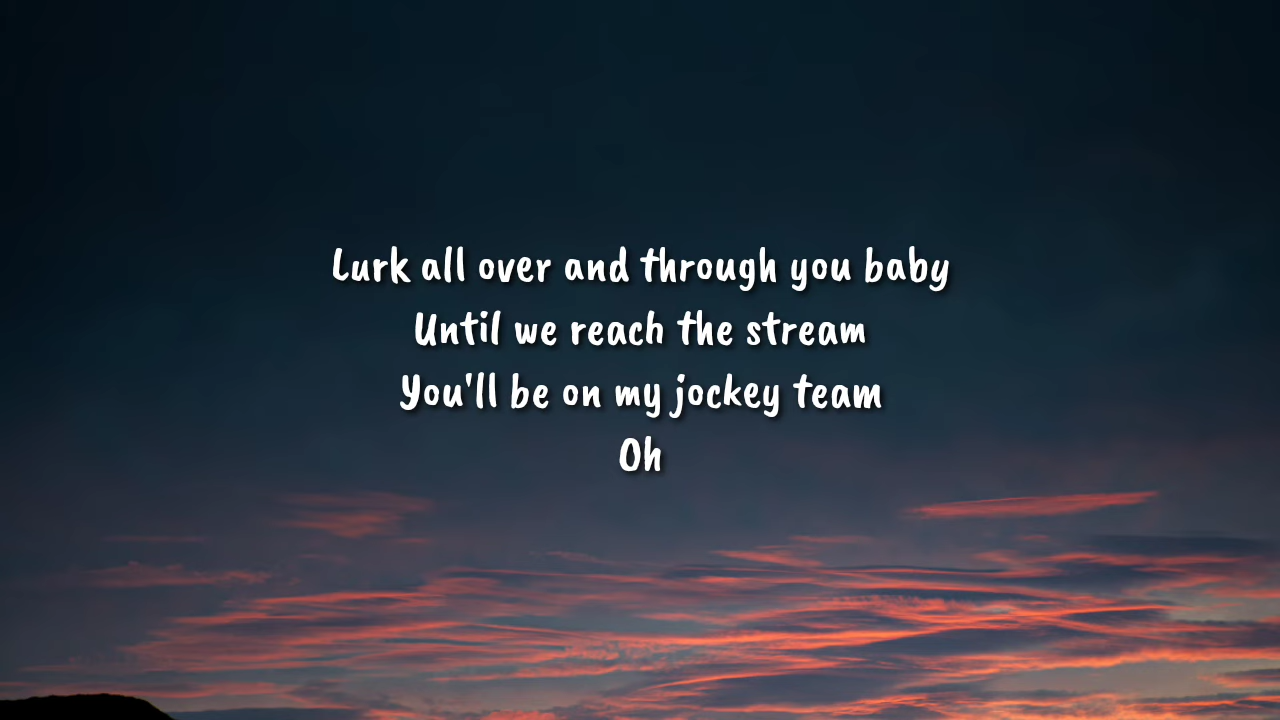 Lurk all over and through you baby
Until we reach the stream
You'll be on my jockey team
Oh